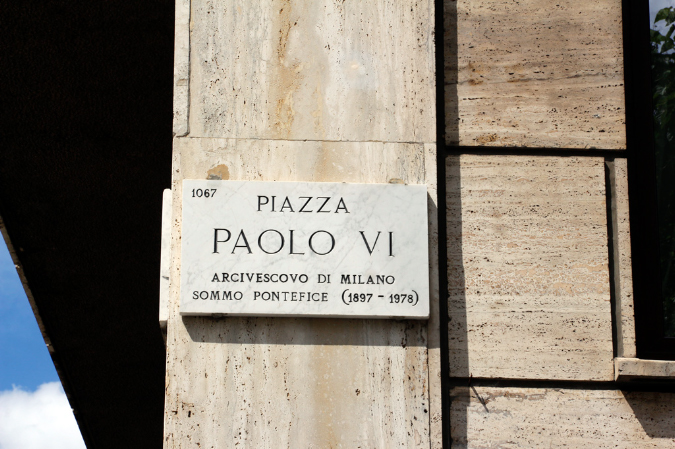 1067
PIAZZA
PAOLO VI
ARCIVESCOVO DI MILANO
SOMMO PONTEFICE (1897 - 1978)